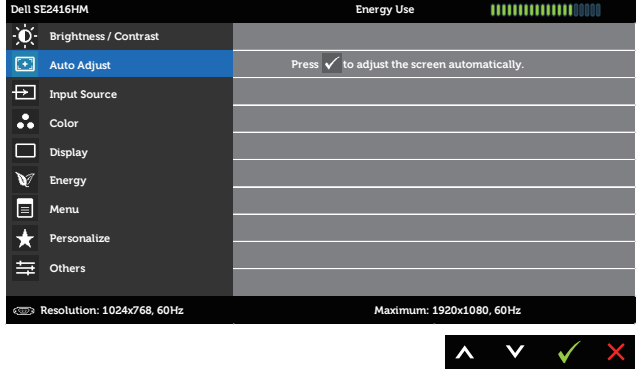 Dell SE2416HM Energy Use
Brightness / Contrast
Auto Adjust
Press to adjust the screen automatically.
Input Source
Color
Display
Energy
Menu
Personalize
Others
Resolution: 1024x768, 60Hz Maximum: 1920x1080, 60Hz